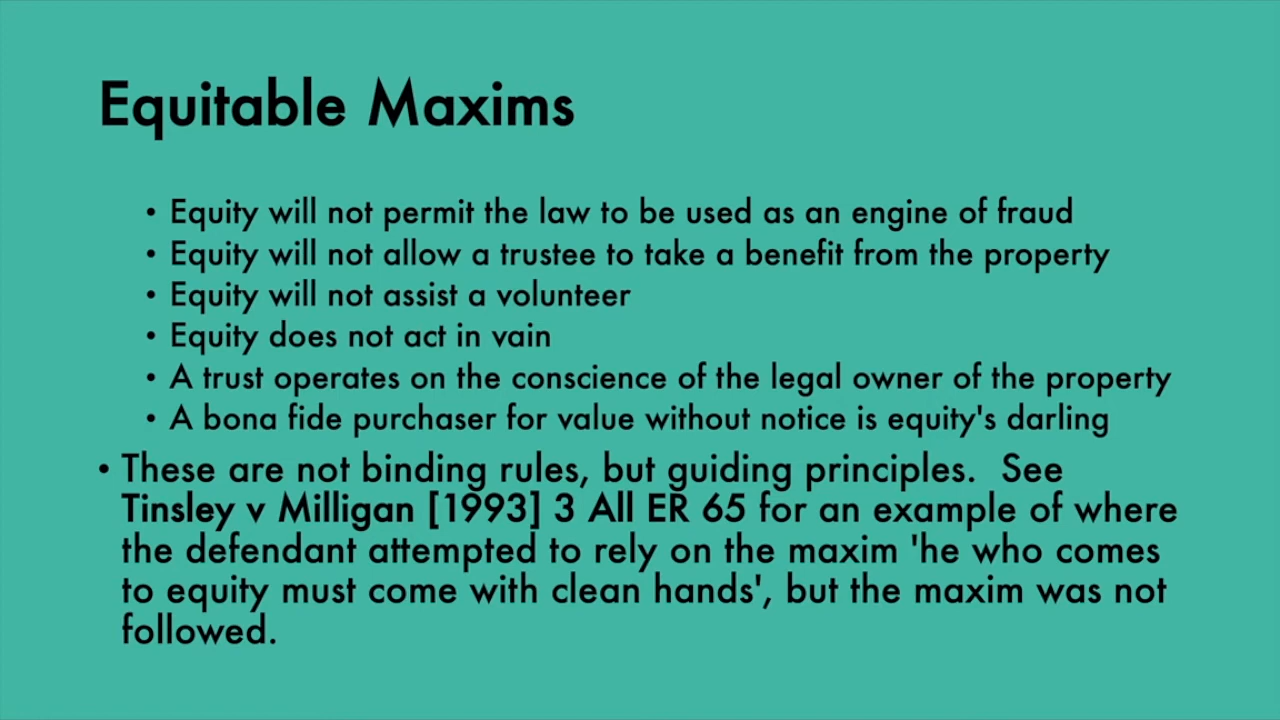 Equitable Maxims
• Equity will not permit the law to be used as an engine of fraud
• Equity will not allow a trustee to take a benefit from the property
• Equity will not assist a volunteer
• Equity does not act in vain
• A trust operates on the conscience of the legal owner of the property
• A bona fide purchaser for value without notice is equity's darling
• These are not binding rules, but guiding principles.  See
Tinsley v Milligan [1993] 3 All ER 65 for an example of where
the defendant attempted to rely on the maxim 'he who comes
to equity must come with clean hands', but the maxim was not
followed.